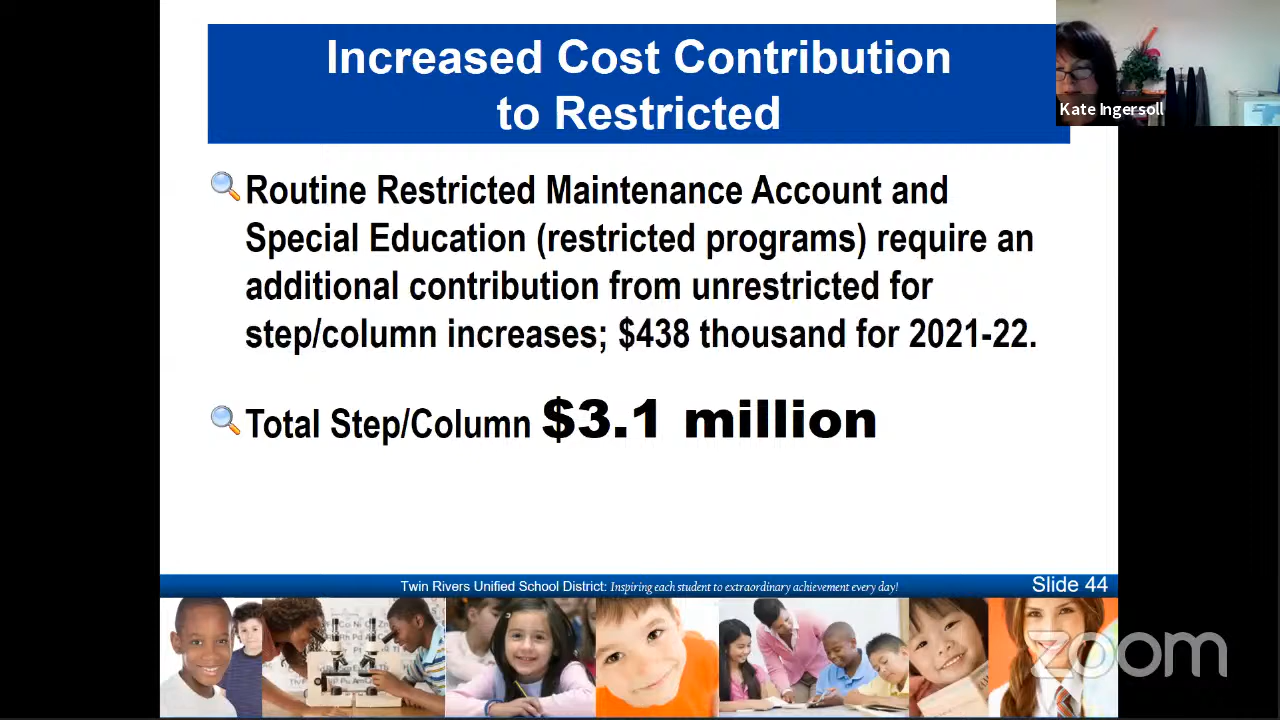 Increased Cost Contribution
to Restricted
Kate Ingersoll
Routine Restricted Maintenance Account and
Special Education (restricted programs) require an
additional contribution from unrestricted for
step/column increases; $438 thousand for 2021-22.
Total Step/Column $3.1 million
Twin Rivers Unified School District: Inspiring each student to extraordinary achievement every day!
Slide 44
zoom